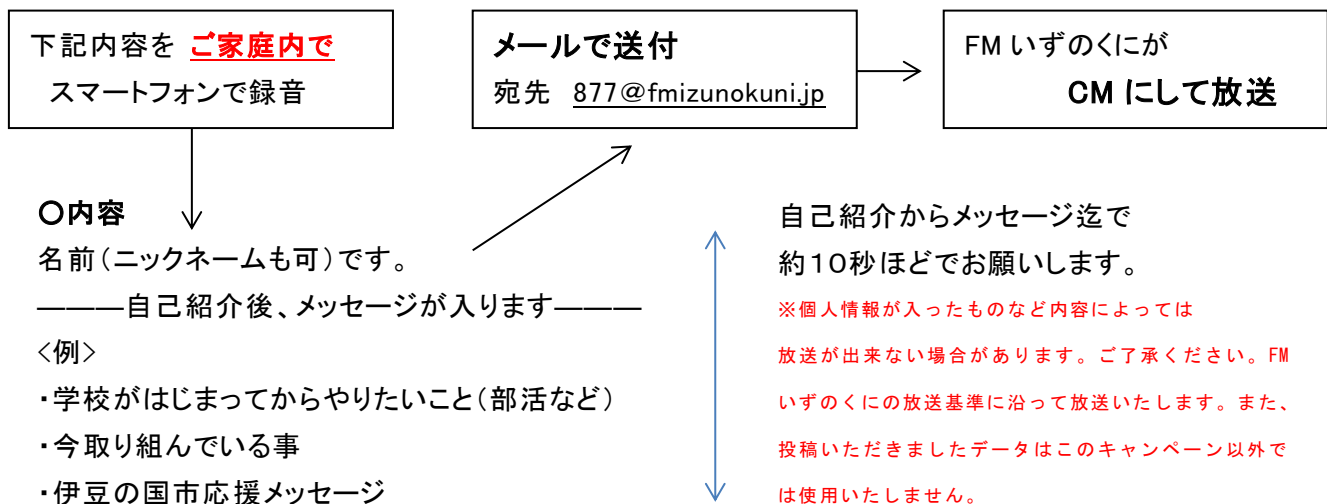 下記内容を ご家庭内で
スマートフォンで録音
メールで送付
宛先 877@fmizunokuni.jp
FMいずのくにが
CMにして放送
〇内容
名前(ニックネームも可)です。
―――自己紹介後、メッセージが入ります―――
<例>
・学校がはじまってからやりたいこと(部活など)
・今取り組んでいる事
・伊豆の国市応援メッセージ
自己紹介からメッセージ迄で
約10秒ほどでお願いします。
※個人情報が入ったものなど内容によっては
放送が出来ない場合があります。ご了承ください。FM
いずのくにの放送基準に沿って放送いたします。また、
投稿いただきましたデータはこのキャンペーン以外で
は使用いたしません。